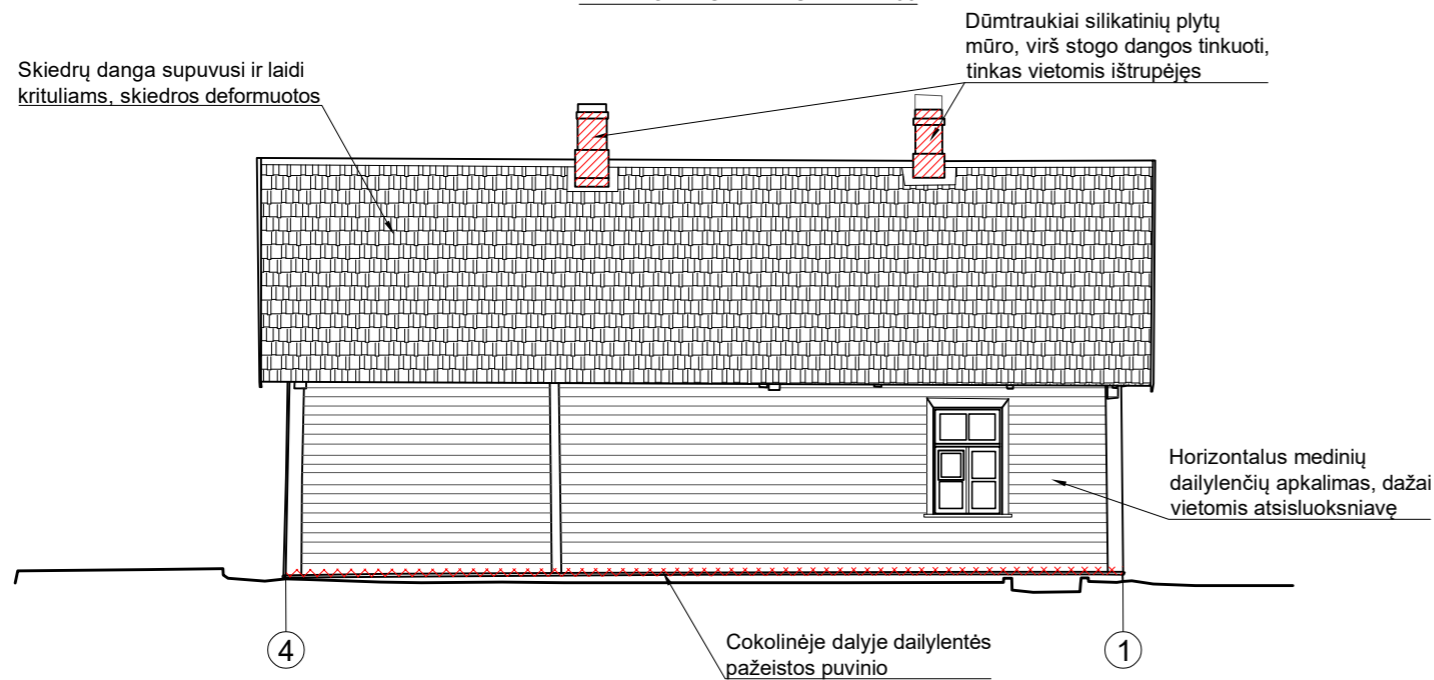 Dūmtraukiai silikatinių plytų
mūro, virš stogo dangos tinkuoti,
tinkas vietomis ištrupėjęs
Skiedrų danga supuvusi ir laidi
krituliams, skiedros deformuotos
Horizontalus medinių
dailylenčių apkalimas, dažai
vietomis atsisluoksniavę
Cokolinėje dalyje dailylentės
pažeistos puvinio
4
1